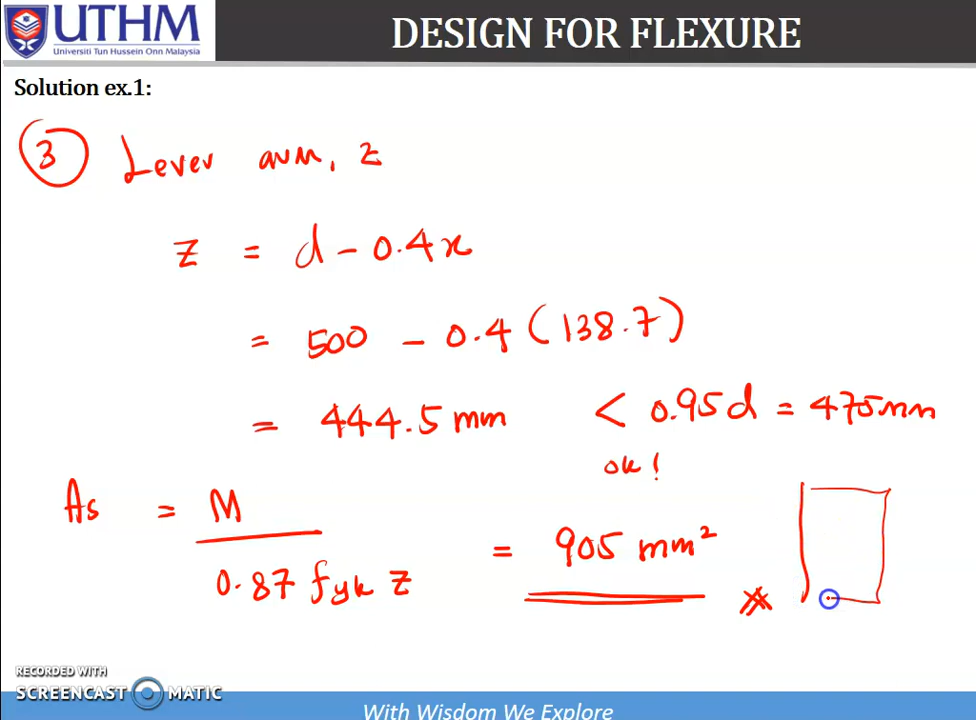 UTHM
Universiti Tun Hussein Onn Malaysia
DESIGN FOR FLEXURE
Solution ex.1:
3 Lever arm, z
z = d - 0.4x
= 500 - 0.4 (138.7)
= 444.5 mm < 0.95d = 475mm
ok!
As = M
0.87 fyk z
= 905 mm²
RECORDED WITH
SCREENCAST MATIC
With Wisdom We Explore